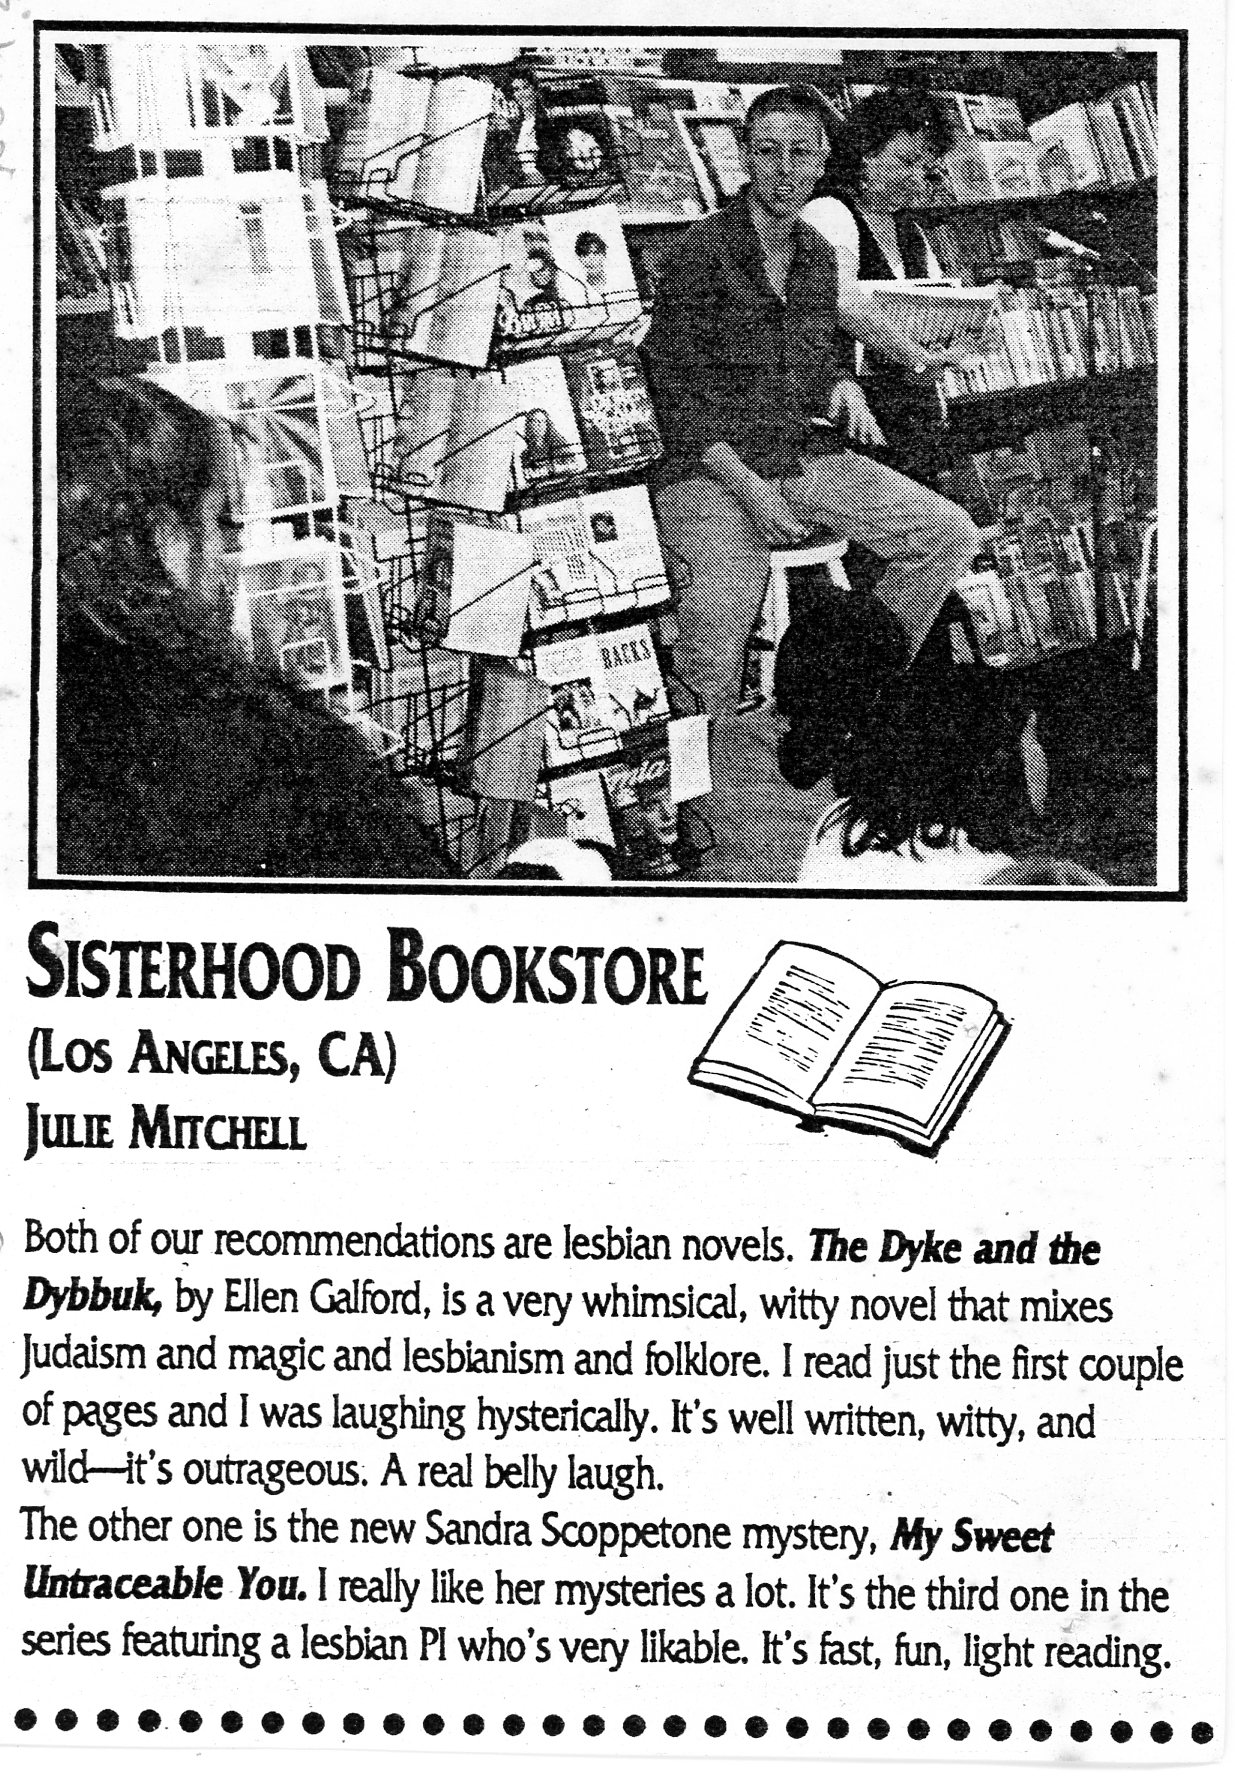 BACKS
SISTERHOOD BOOKSTORE
(LOS ANGELES, CA)
JULIE MITCHELL
Both of our recommendations are lesbian novels. The Dyke and the
Dybbuk, by Ellen Galford, is a very whimsical, witty novel that mixes
Judaism and magic and lesbianism and folklore. I read just the first couple
of pages and I was laughing hysterically. It's well written, witty, and
wild—it's outrageous. A real belly laugh.
The other one is the new Sandra Scoppetone mystery, My Sweet
Untraceable You. I really like her mysteries a lot. It's the third one in the
series featuring a lesbian PI who's very likable. It's fast, fun, light reading.